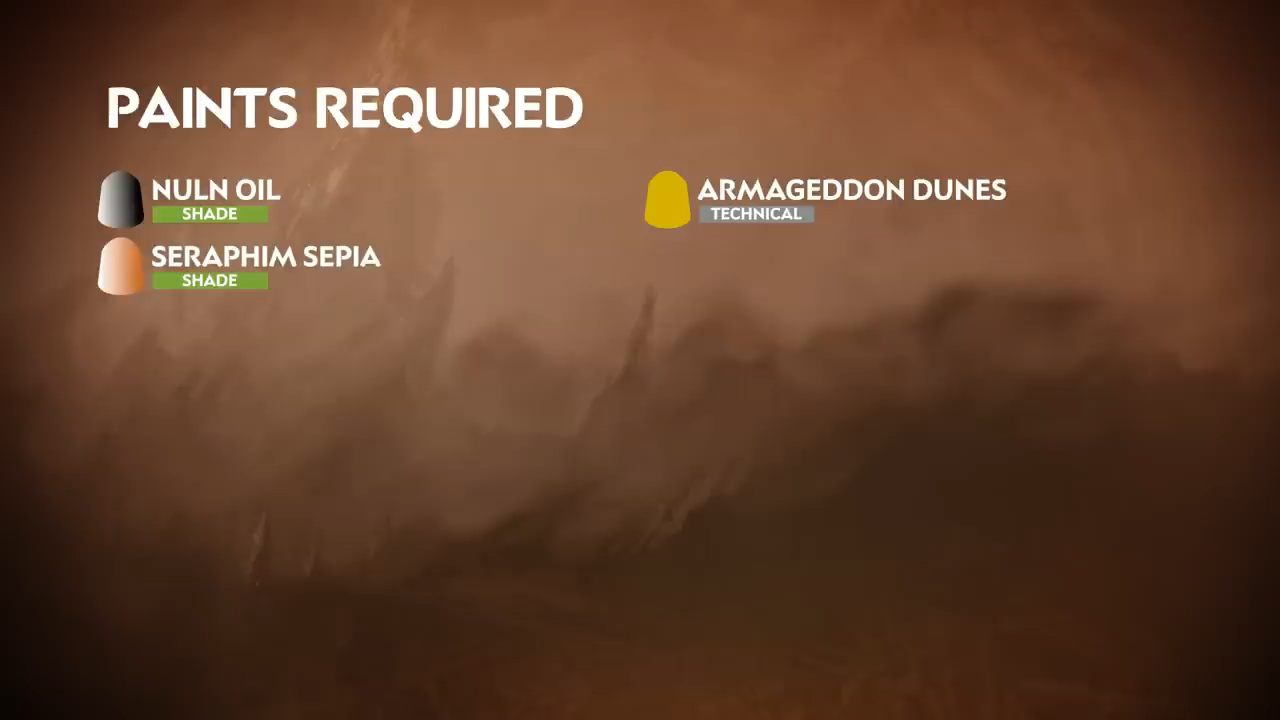 PAINTS REQUIRED
NULN OIL
SHADE
SERAPHIM SEPIA
SHADE
ARMAGEDDON DUNES
TECHNICAL